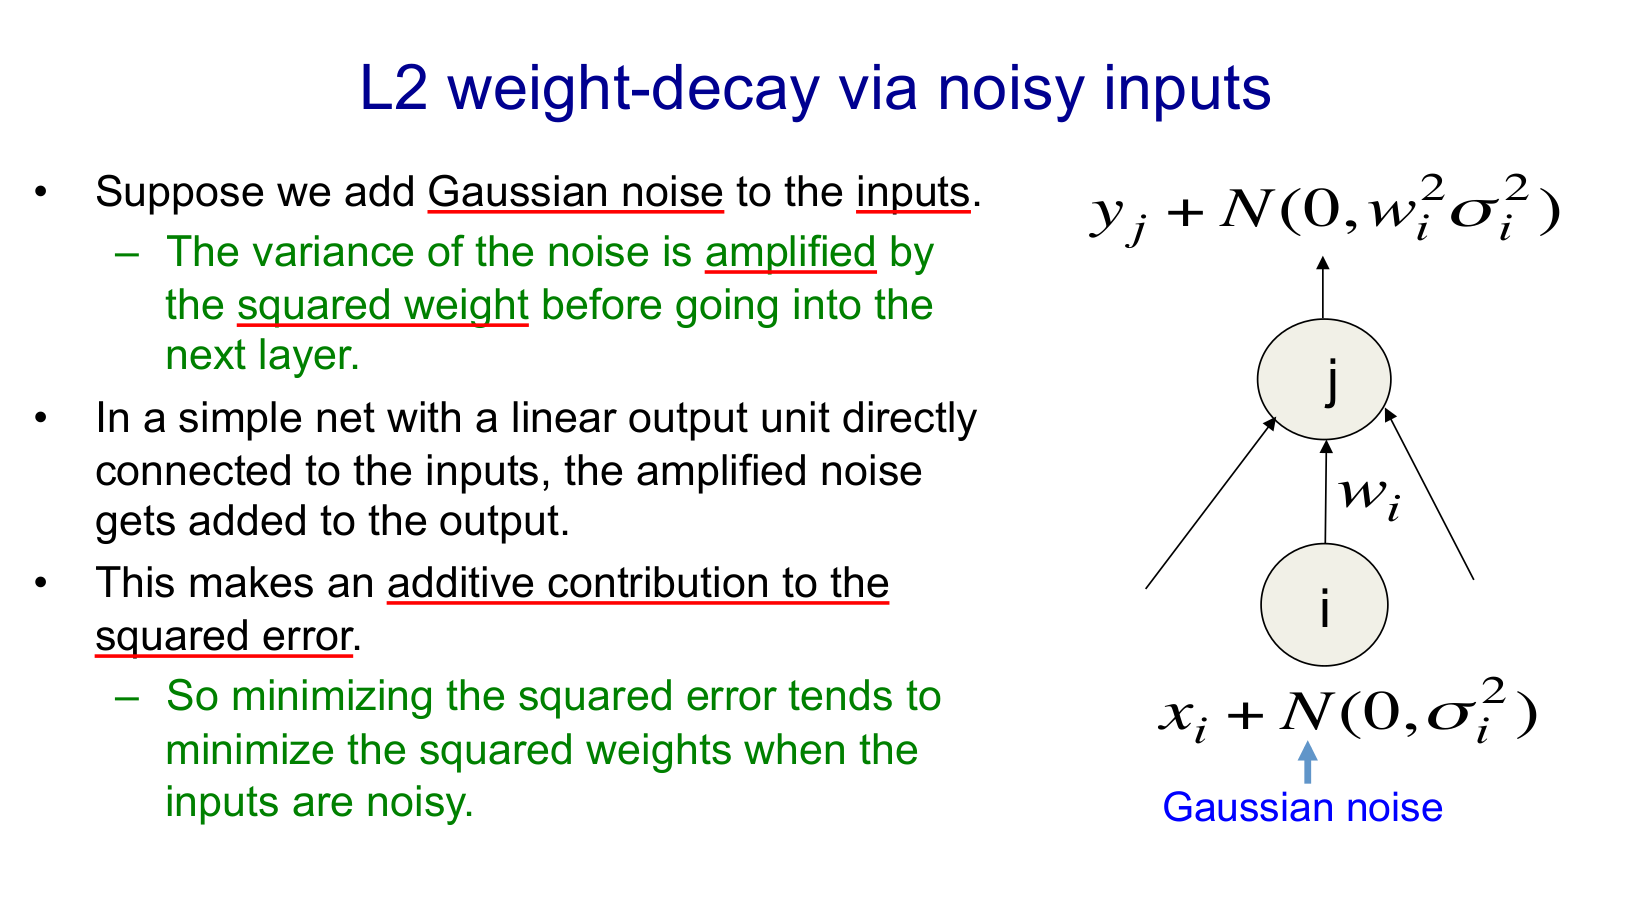 L2 weight-decay via noisy inputs
• Suppose we add Gaussian noise to the inputs.
– The variance of the noise is amplified by
the squared weight before going into the
next layer.
• In a simple net with a linear output unit directly
connected to the inputs, the amplified noise
gets added to the output.
• This makes an additive contribution to the
squared error.
– So minimizing the squared error tends to
minimize the squared weights when the
inputs are noisy.
y_j + N(0, w_i^2 σ_i^2)
j
w_i
i
x_i + N(0, σ_i^2)
Gaussian noise